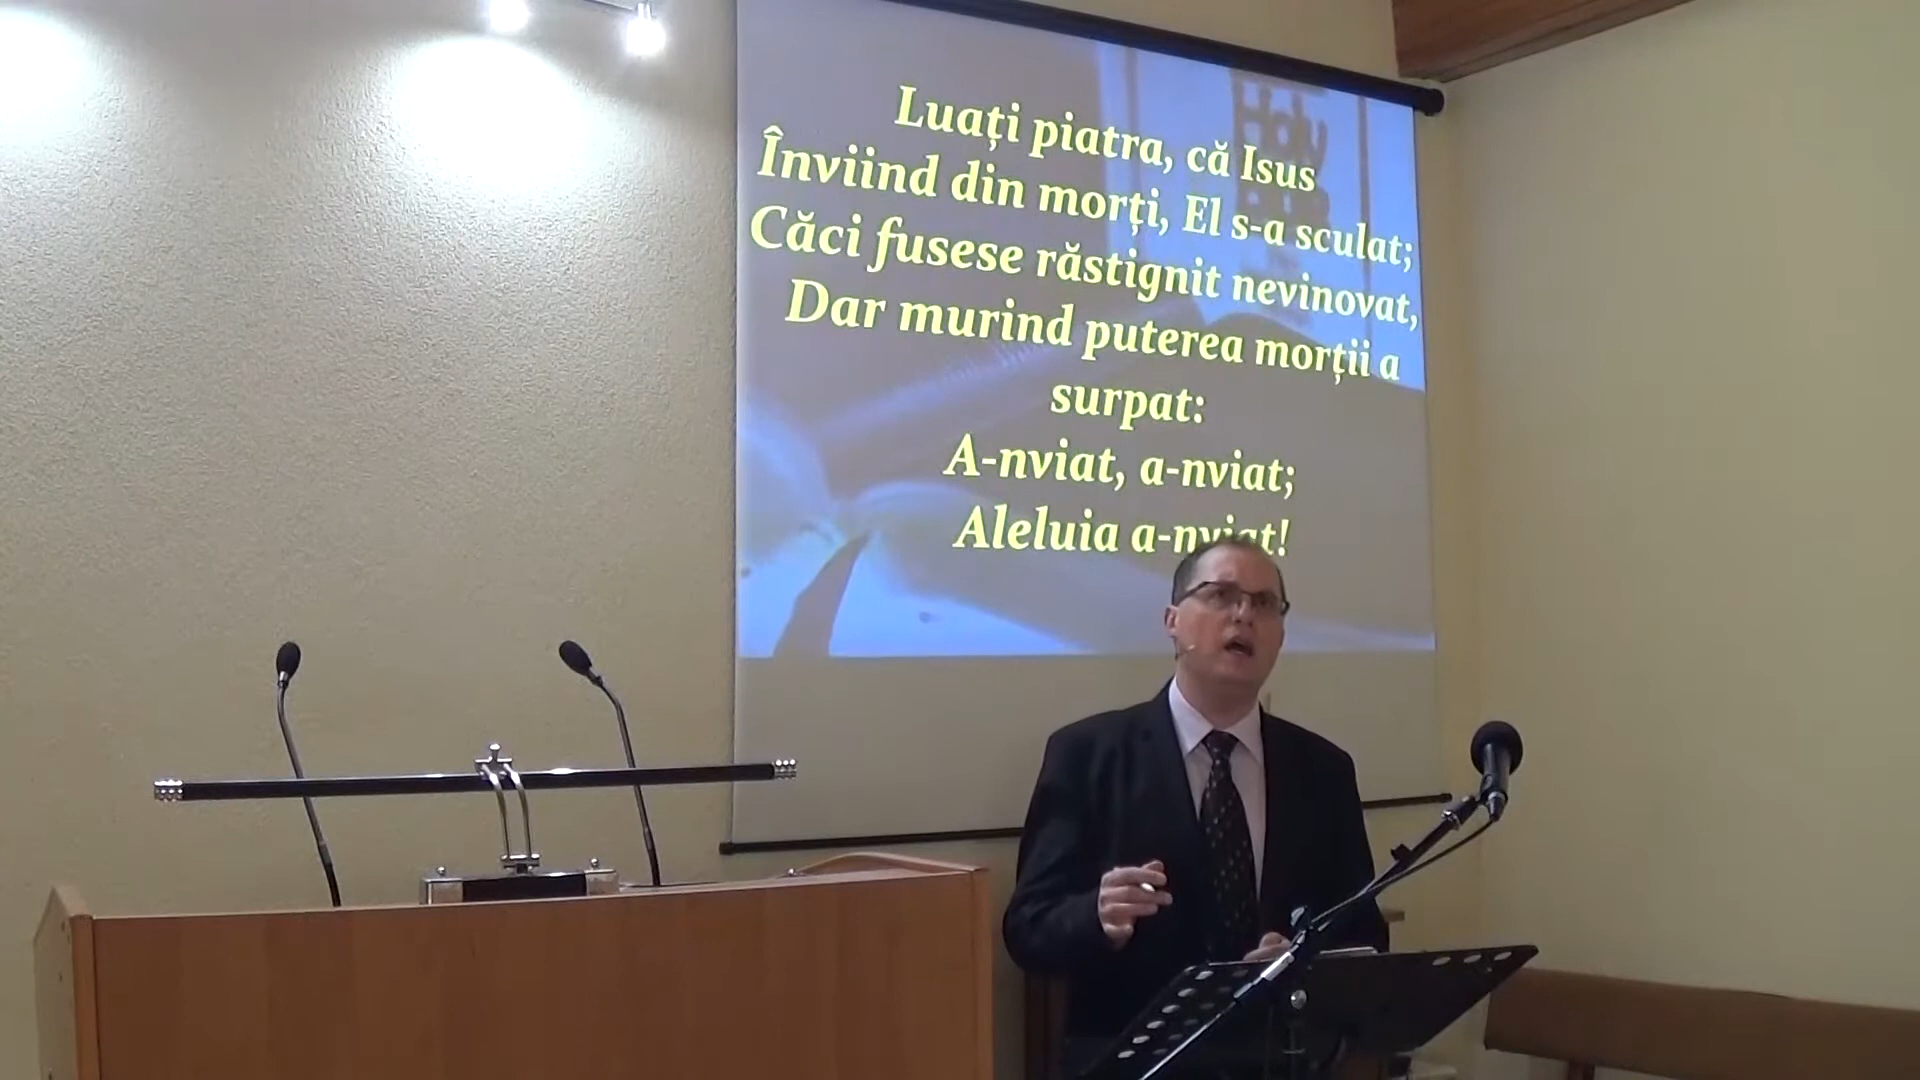 Holy
Luați piatra, că Isus
Înviind din morți, El s-a sculat;
Căci fusese răstignit nevinovat,
Dar murind puterea morții a
surpat:
A-nviat, a-nviat;
Aleluia a-nviat!